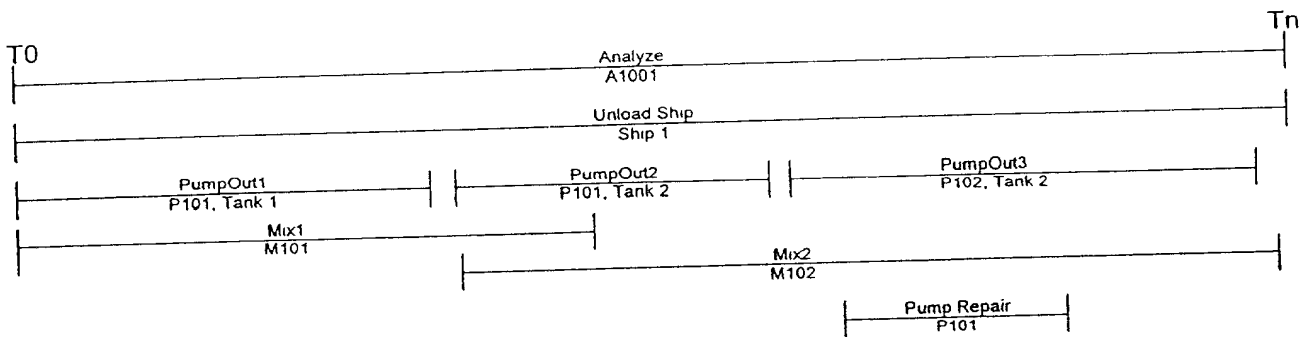 T0
Tn
Analyze
A1001
Unload Ship
Ship 1
PumpOut1
P101, Tank 1
PumpOut2
P101, Tank 2
PumpOut3
P102, Tank 2
Mix1
M101
Mix2
M102
Pump Repair
P101